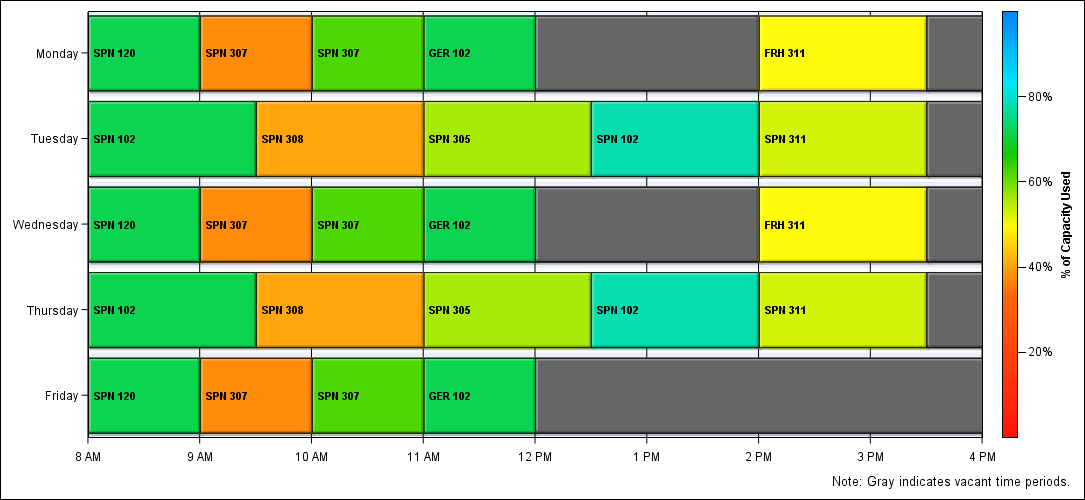 Monday
SPN 120
SPN 307
SPN 307
GER 102
FRH 311
Tuesday
SPN 102
SPN 308
SPN 305
SPN 102
SPN 311
Wednesday
SPN 120
SPN 307
SPN 307
GER 102
FRH 311
Thursday
SPN 102
SPN 308
SPN 305
SPN 102
SPN 311
Friday
SPN 120
SPN 307
SPN 307
GER 102
8 AM
9 AM
10 AM
11 AM
12 PM
1 PM
2 PM
3 PM
4 PM
80%
60%
40%
20%
% of Capacity Used
Note: Gray indicates vacant time periods.